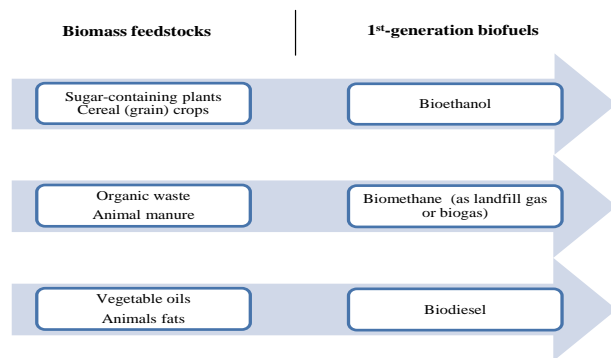 Biomass feedstocks
1st-generation biofuels
Sugar-containing plants
Cereal (grain) crops
Bioethanol
Organic waste
Animal manure
Biomethane (as landfill gas
or biogas)
Vegetable oils
Animals fats
Biodiesel